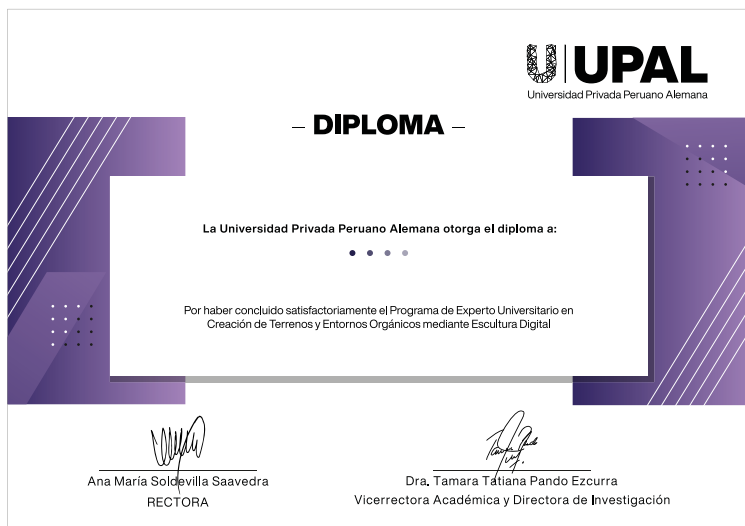 UPAL
Universidad Privada Peruano Alemana
– DIPLOMA –
La Universidad Privada Peruano Alemana otorga el diploma a:
Por haber concluido satisfactoriamente el Programa de Experto Universitario en
Creación de Terrenos y Entornos Orgánicos mediante Escultura Digital
Ana María Soldevilla Saavedra
RECTORA
Dra. Tamara Tatiana Pando Ezcurra
Vicerrectora Académica y Directora de Investigación